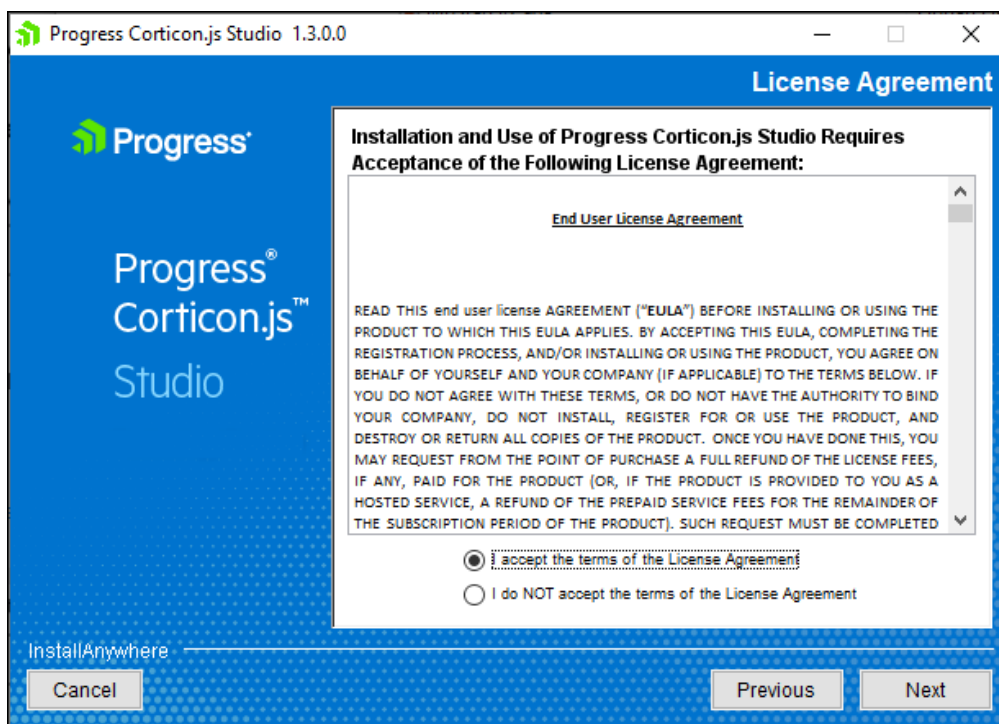 Progress Corticon.js Studio 1.3.0.0
License Agreement
Progress
Progress®
Corticon.js™
Studio
Installation and Use of Progress Corticon.js Studio Requires
Acceptance of the Following License Agreement:
End User License Agreement
READ THIS end user license AGREEMENT ("EULA") BEFORE INSTALLING OR USING THE
PRODUCT TO WHICH THIS EULA APPLIES. BY ACCEPTING THIS EULA, COMPLETING THE
REGISTRATION PROCESS, AND/OR INSTALLING OR USING THE PRODUCT, YOU AGREE ON
BEHALF OF YOURSELF AND YOUR COMPANY (IF APPLICABLE) TO THE TERMS BELOW. IF
YOU DO NOT AGREE WITH THESE TERMS, OR DO NOT HAVE THE AUTHORITY TO BIND
YOUR COMPANY, DO NOT INSTALL, REGISTER FOR OR USE THE PRODUCT, AND
DESTROY OR RETURN ALL COPIES OF THE PRODUCT. ONCE YOU HAVE DONE THIS, YOU
MAY REQUEST FROM THE POINT OF PURCHASE A FULL REFUND OF THE LICENSE FEES,
IF ANY, PAID FOR THE PRODUCT (OR, IF THE PRODUCT IS PROVIDED TO YOU AS A
HOSTED SERVICE, A REFUND OF THE PREPAID SERVICE FEES FOR THE REMAINDER OF
THE SUBSCRIPTION PERIOD OF THE PRODUCT). SUCH REQUEST MUST BE COMPLETED
I accept the terms of the License Agreement
I do NOT accept the terms of the License Agreement
InstallAnywhere
Cancel
Previous
Next